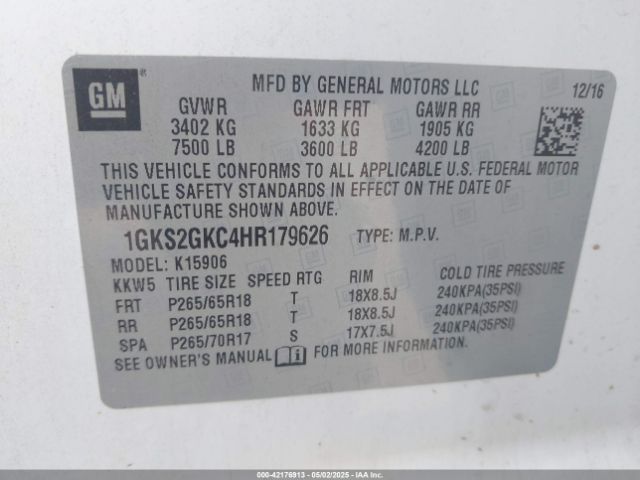 GM ® MFD BY GENERAL MOTORS LLC 12/16
GVWR GAWR FRT GAWR RR
3402 KG 1633 KG 1905 KG
7500 LB 3600 LB 4200 LB
THIS VEHICLE CONFORMS TO ALL APPLICABLE U.S. FEDERAL MOTOR
VEHICLE SAFETY STANDARDS IN EFFECT ON THE DATE OF
MANUFACTURE SHOWN ABOVE.
1GKS2GKC4HR179626 TYPE: M.P.V.
MODEL: K15906
KKW5 TIRE SIZE SPEED RTG RIM COLD TIRE PRESSURE
FRT P265/65R18 T 18X8.5J 240KPA(35PSI)
RR P265/65R18 T 18X8.5J 240KPA(35PSI)
SPA P265/70R17 S 17X7.5J 240KPA(35PSI)
SEE OWNER'S MANUAL FOR MORE INFORMATION.
000-42176913 - 05/02/2025 - IAAI.COM